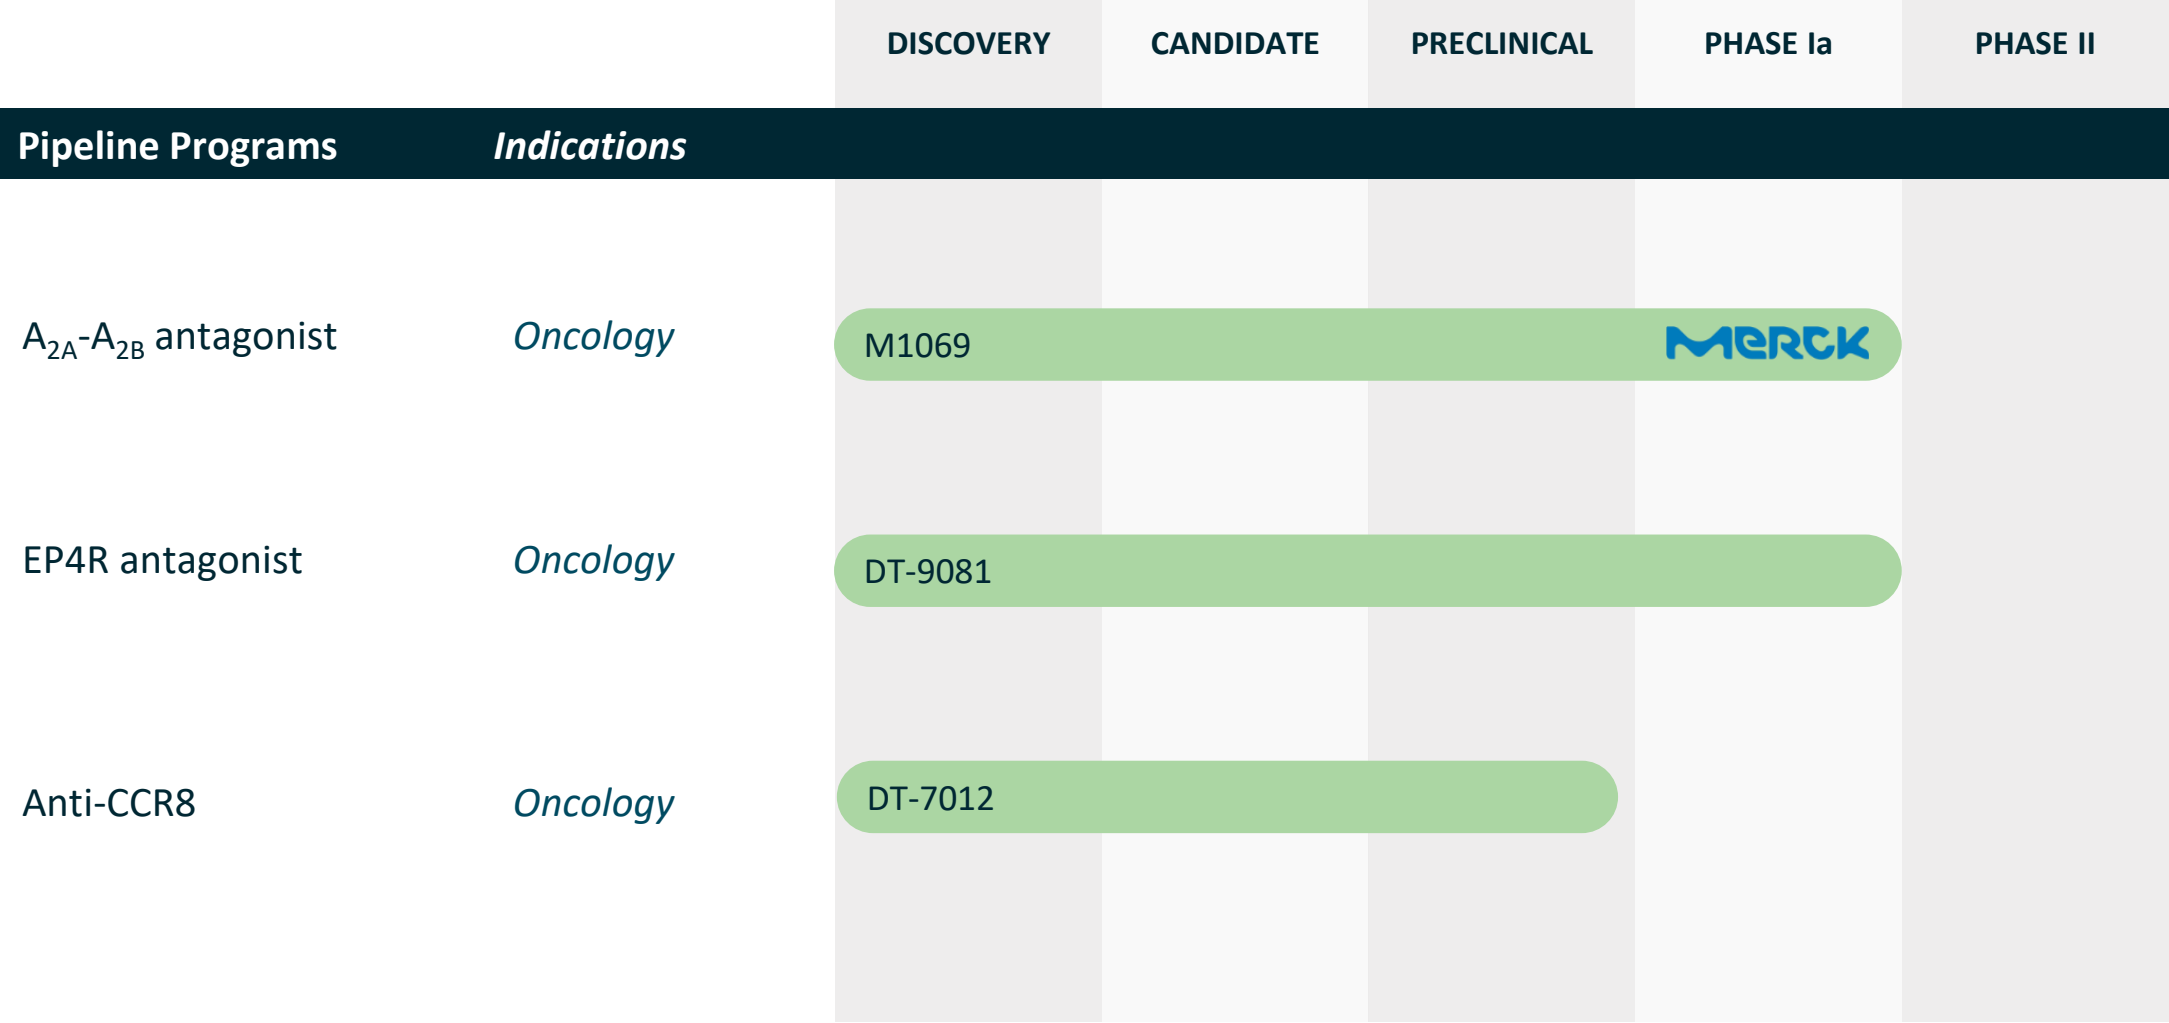 DISCOVERY CANDIDATE PRECLINICAL PHASE Ia PHASE II
Pipeline Programs Indications
A2A-A2B antagonist Oncology M1069 MERCK
EP4R antagonist Oncology DT-9081
Anti-CCR8 Oncology DT-7012